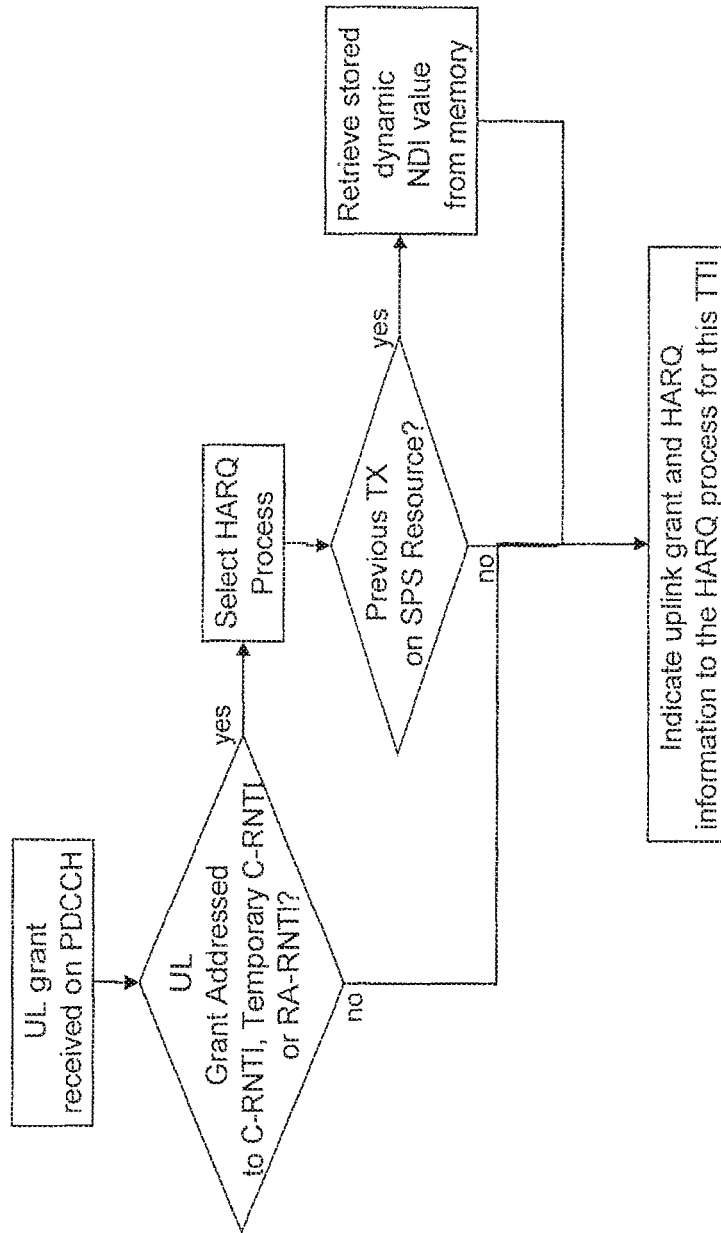 UL grant
received on PDCCH
UL
Grant Addressed
to C-RNTI, Temporary C-RNTI
or RA-RNTI?
yes
no
Select HARQ
Process
Previous TX
on SPS Resource?
yes
no
Retrieve stored
dynamic
NDI value
from memory
Indicate uplink grant and HARQ
information to the HARQ process for this TTI